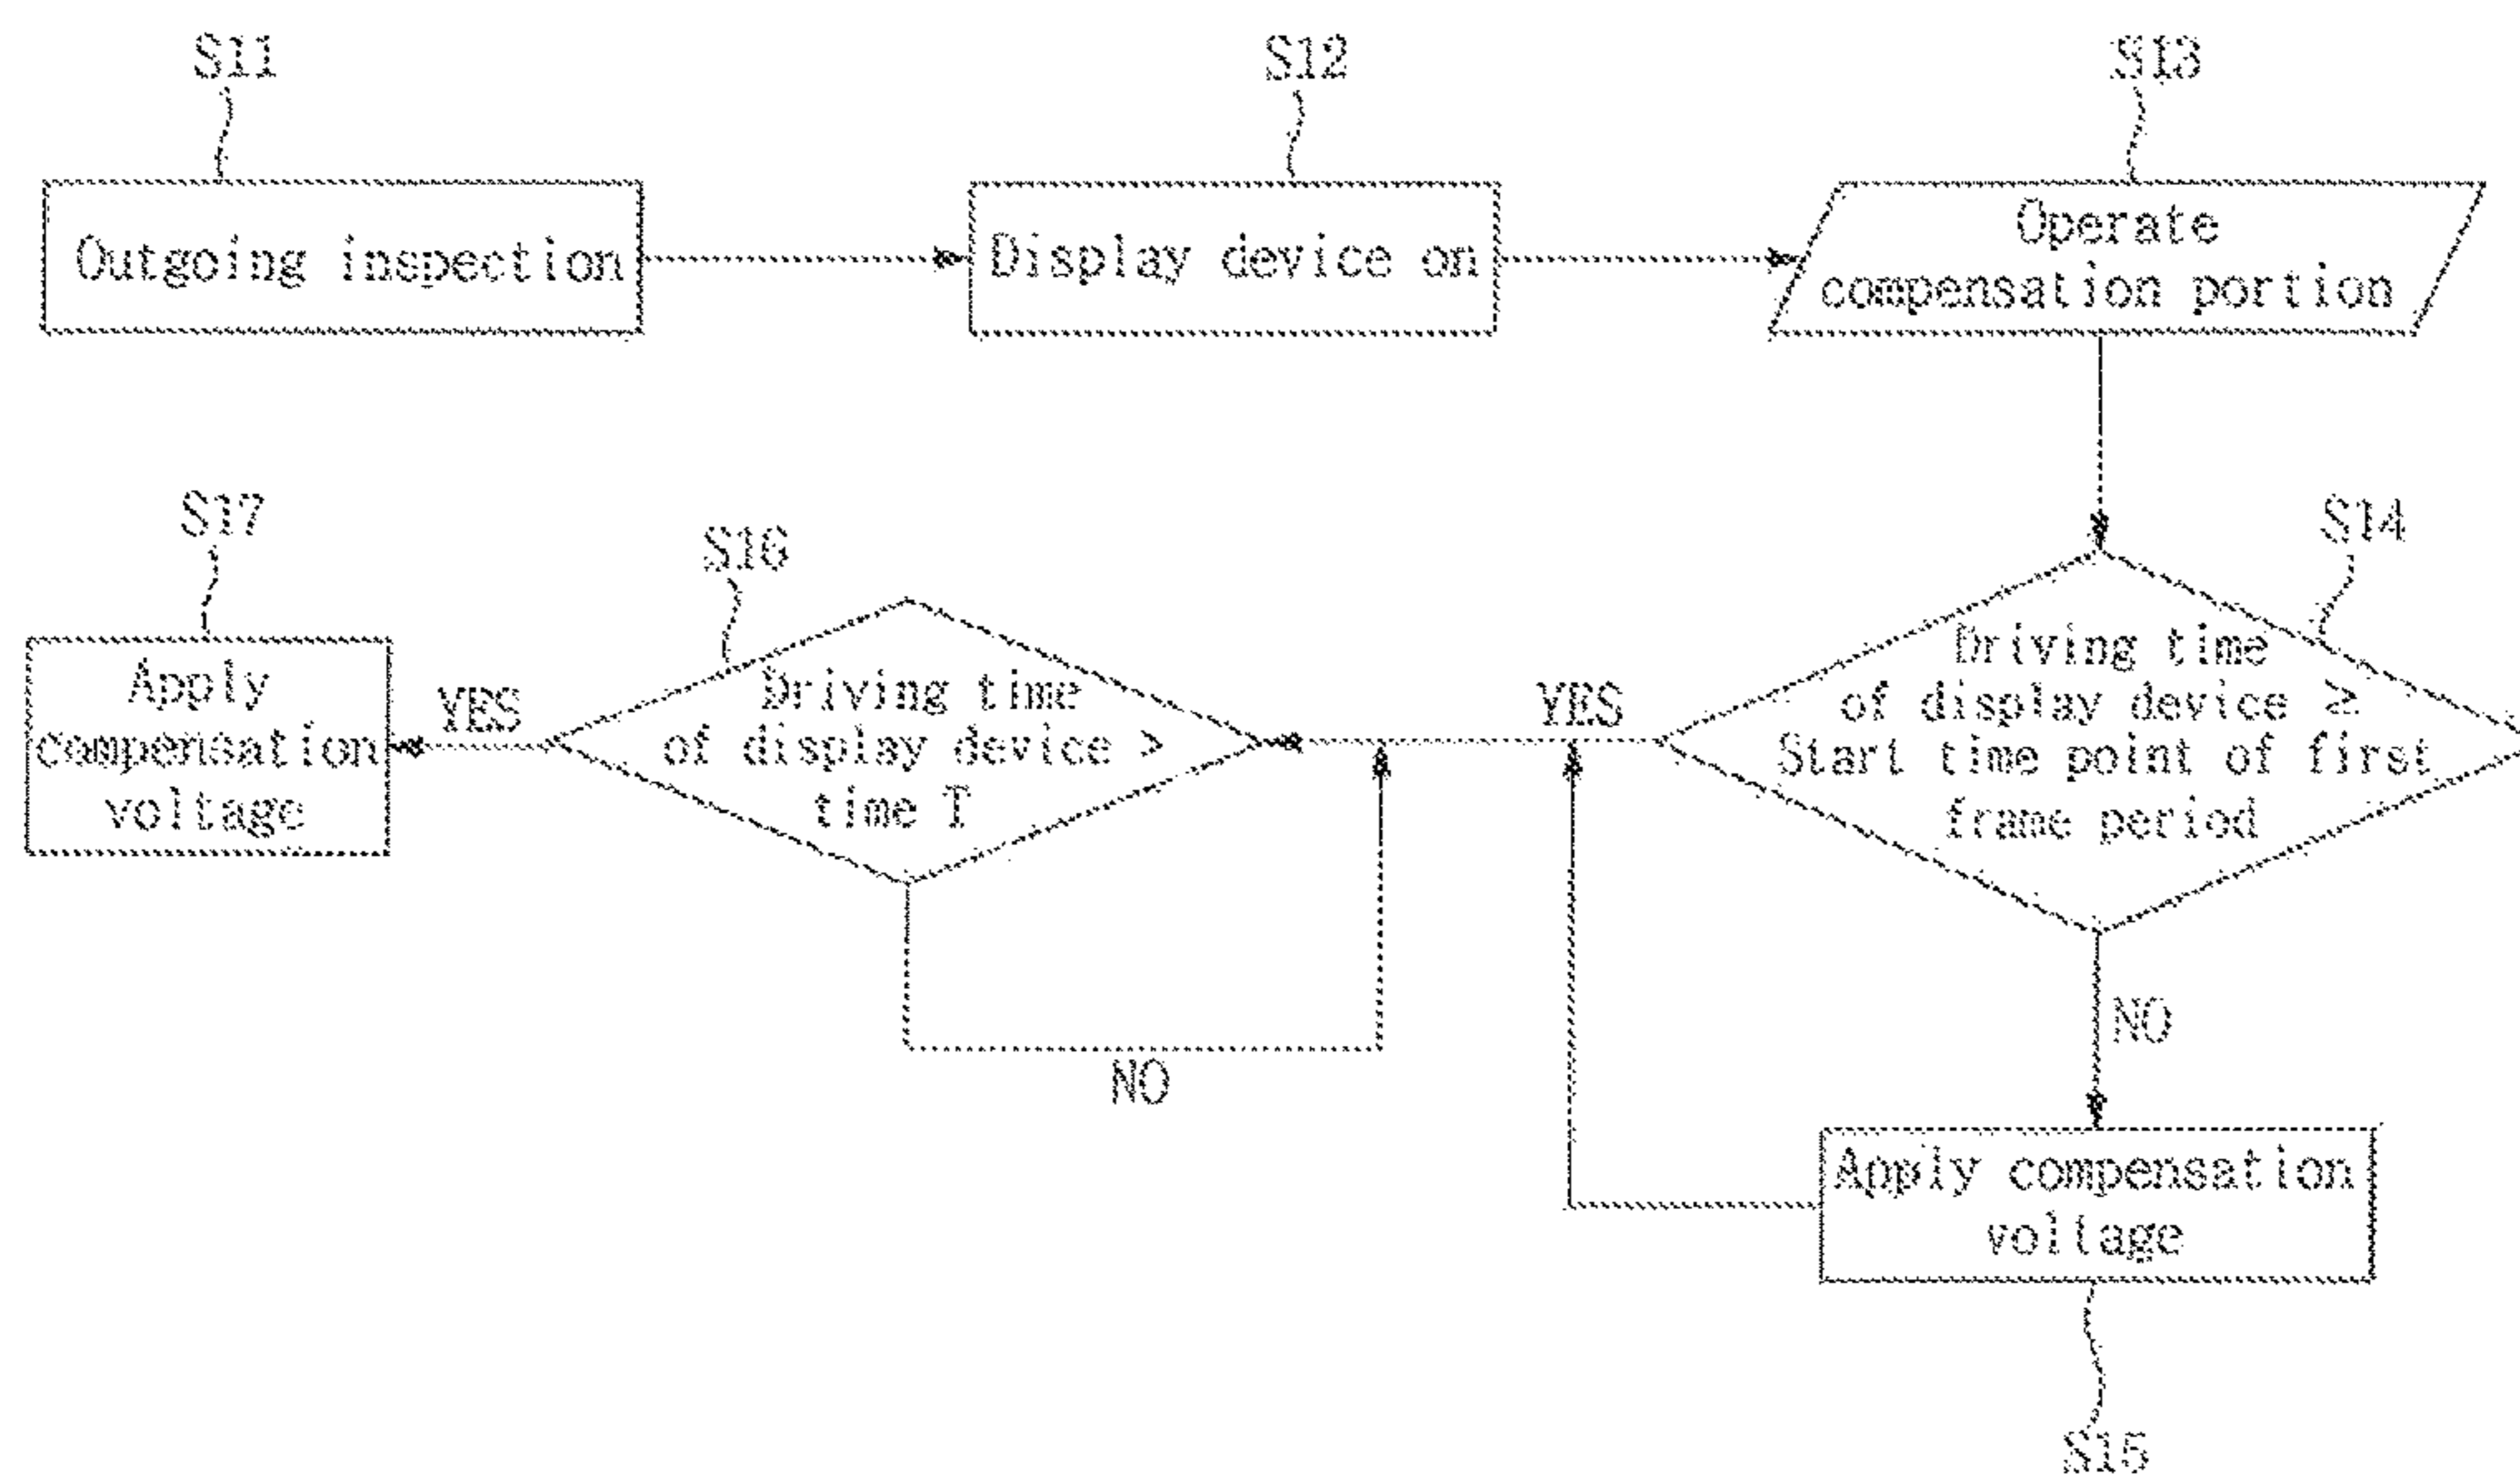 S11
S12
S13
Outgoing inspection
Display device on
Operate
compensation portion
S17
S16
S14
Apply
compensation
voltage
YES
Driving time
of display device >
time T
YES
Driving time
of display device ≥
Start time point of first
frame period
NO
NO
Apply compensation
voltage
S15